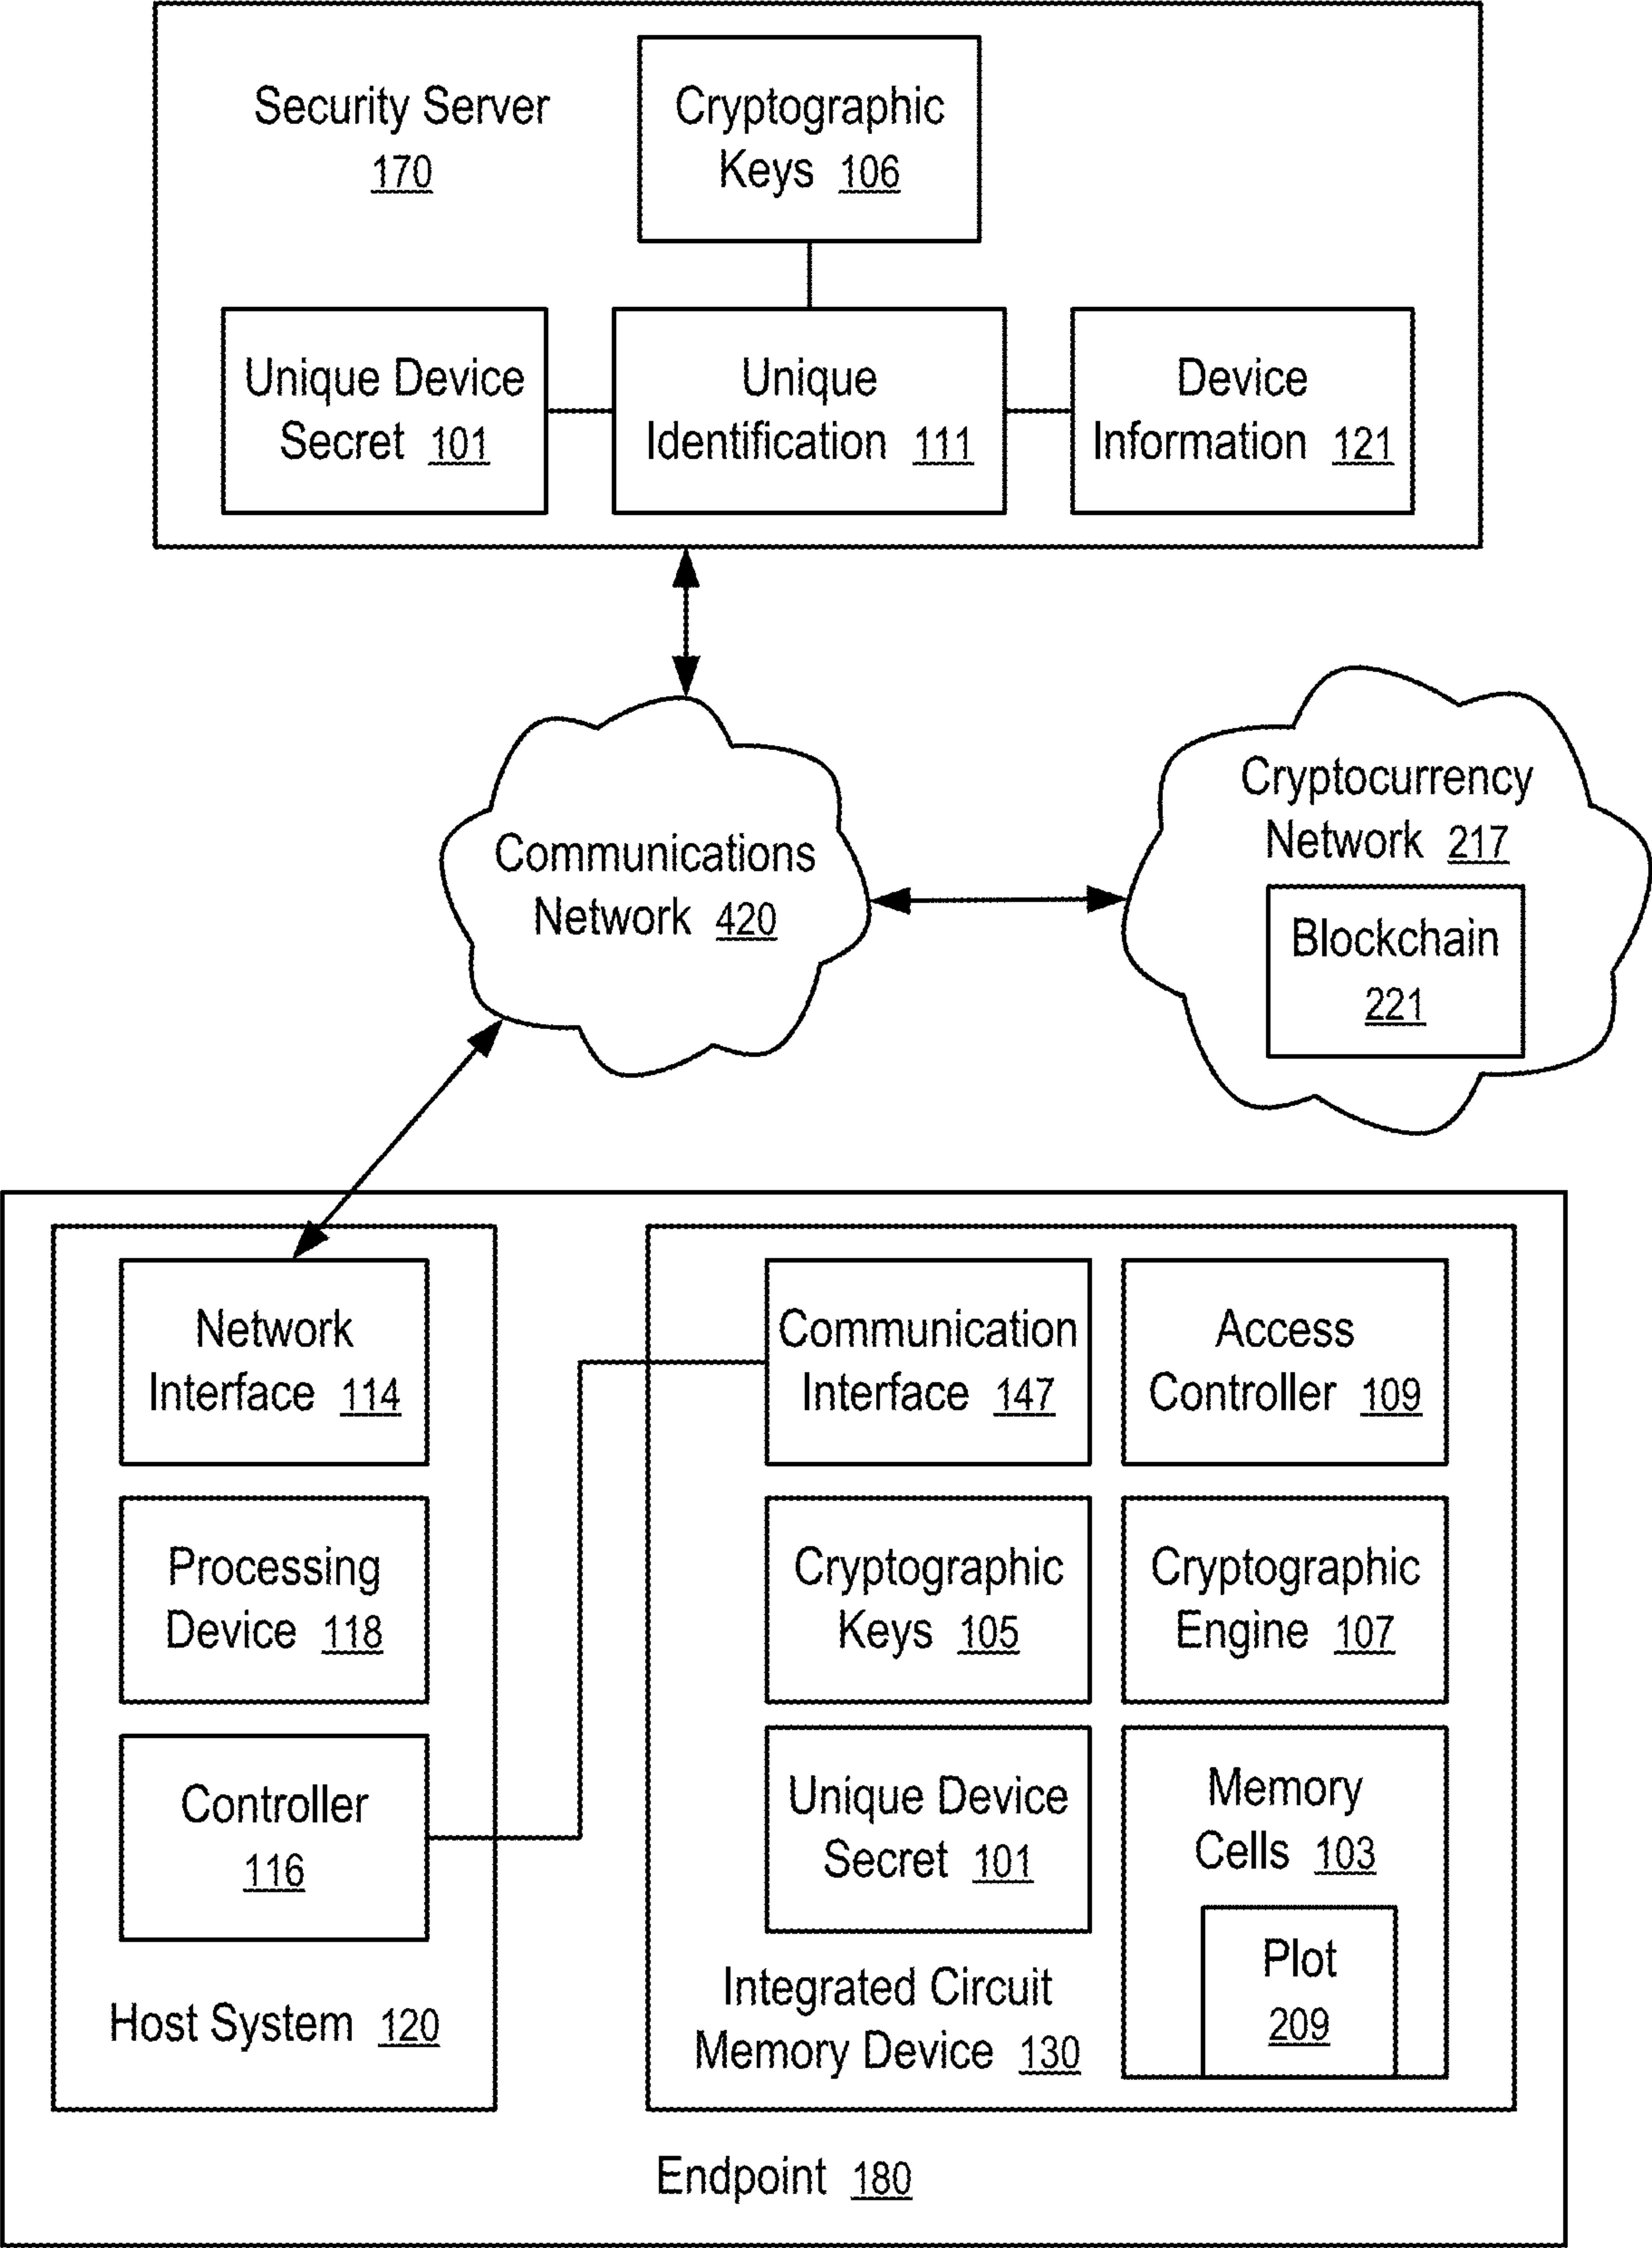 Security Server
170
Cryptographic
Keys 106
Unique Device
Secret 101
Unique
Identification 111
Device
Information 121
Communications
Network 420
Cryptocurrency
Network 217
Blockchain
221
Network
Interface 114
Processing
Device 118
Controller
116
Host System 120
Communication
Interface 147
Access
Controller 109
Cryptographic
Keys 105
Cryptographic
Engine 107
Unique Device
Secret 101
Memory
Cells 103
Plot
209
Integrated Circuit
Memory Device 130
Endpoint 180